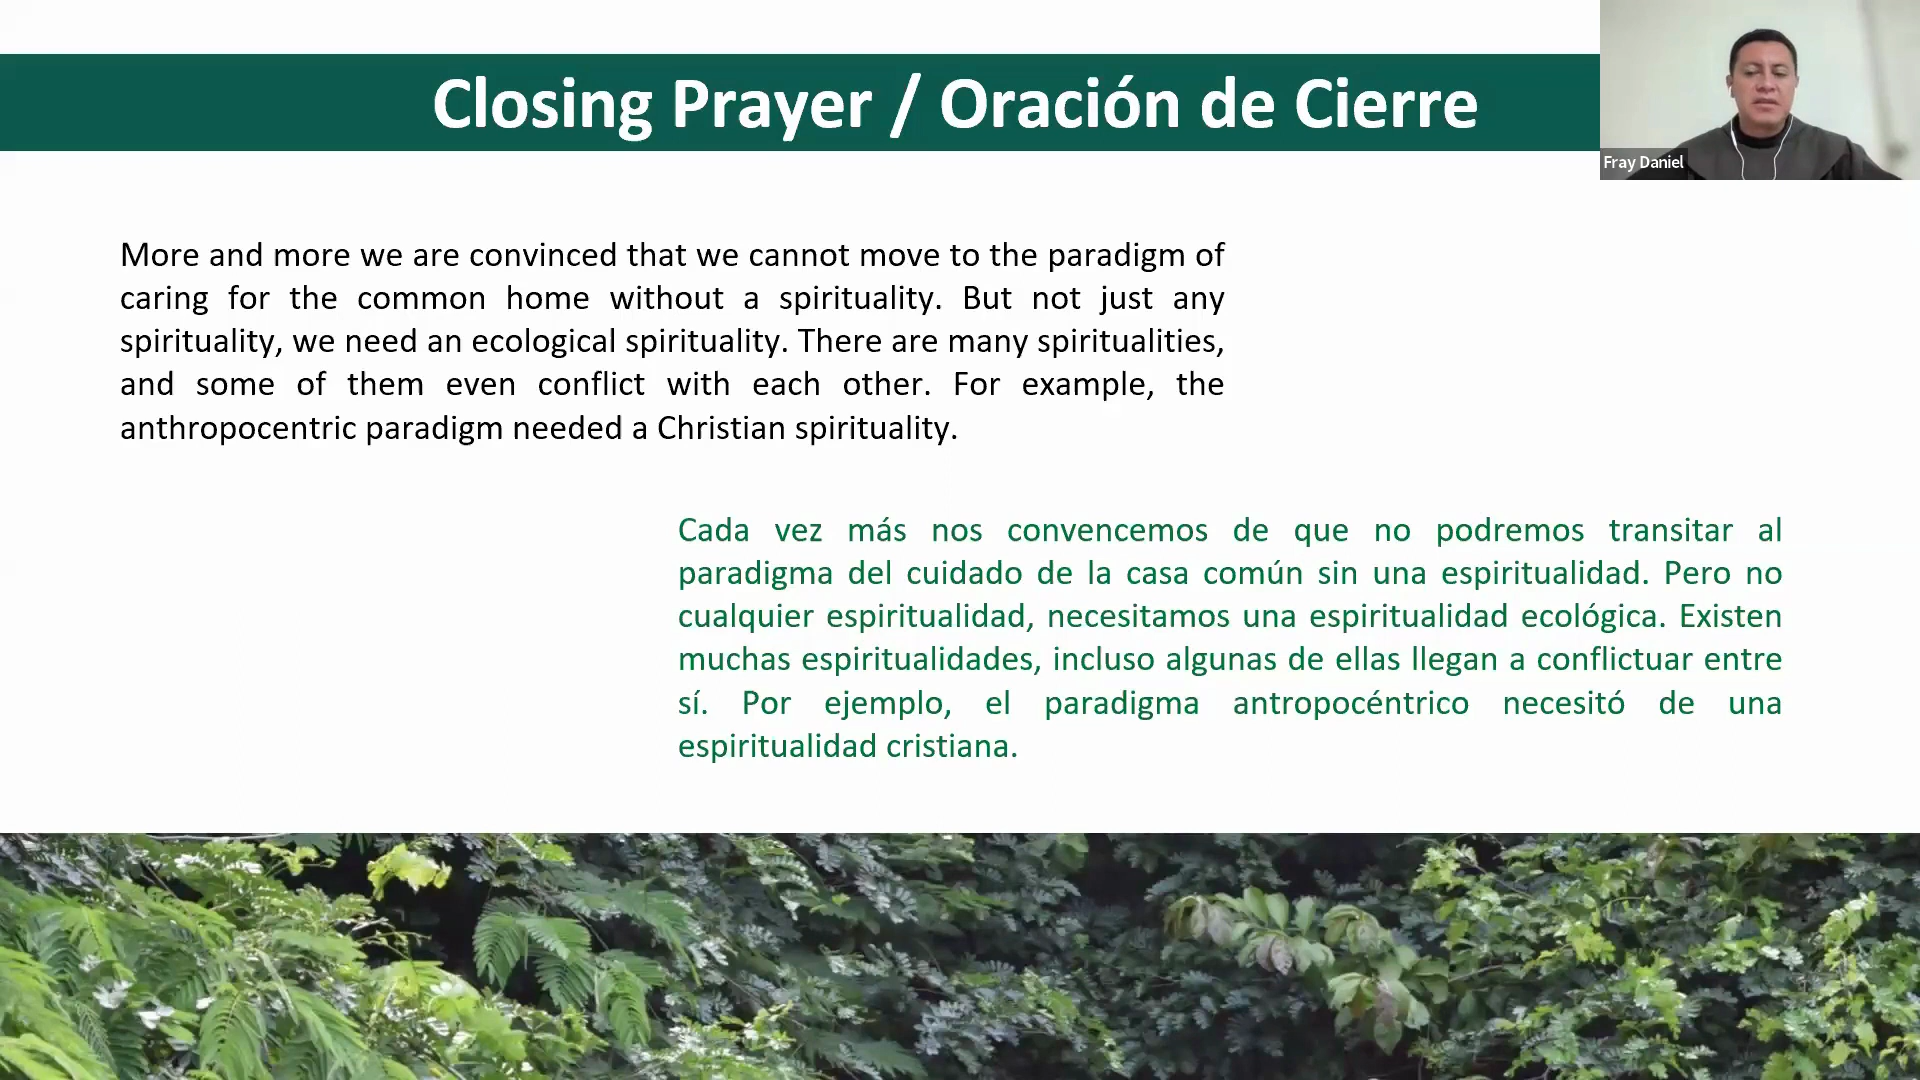 Closing Prayer / Oración de Cierre
Fray Daniel
More and more we are convinced that we cannot move to the paradigm of
caring for the common home without a spirituality. But not just any
spirituality, we need an ecological spirituality. There are many spiritualities,
and some of them even conflict with each other. For example, the
anthropocentric paradigm needed a Christian spirituality.
Cada vez más nos convencemos de que no podremos transitar al
paradigma del cuidado de la casa común sin una espiritualidad. Pero no
cualquier espiritualidad, necesitamos una espiritualidad ecológica. Existen
muchas espiritualidades, incluso algunas de ellas llegan a conflictuar entre
sí. Por ejemplo, el paradigma antropocéntrico necesitó de una
espiritualidad cristiana.